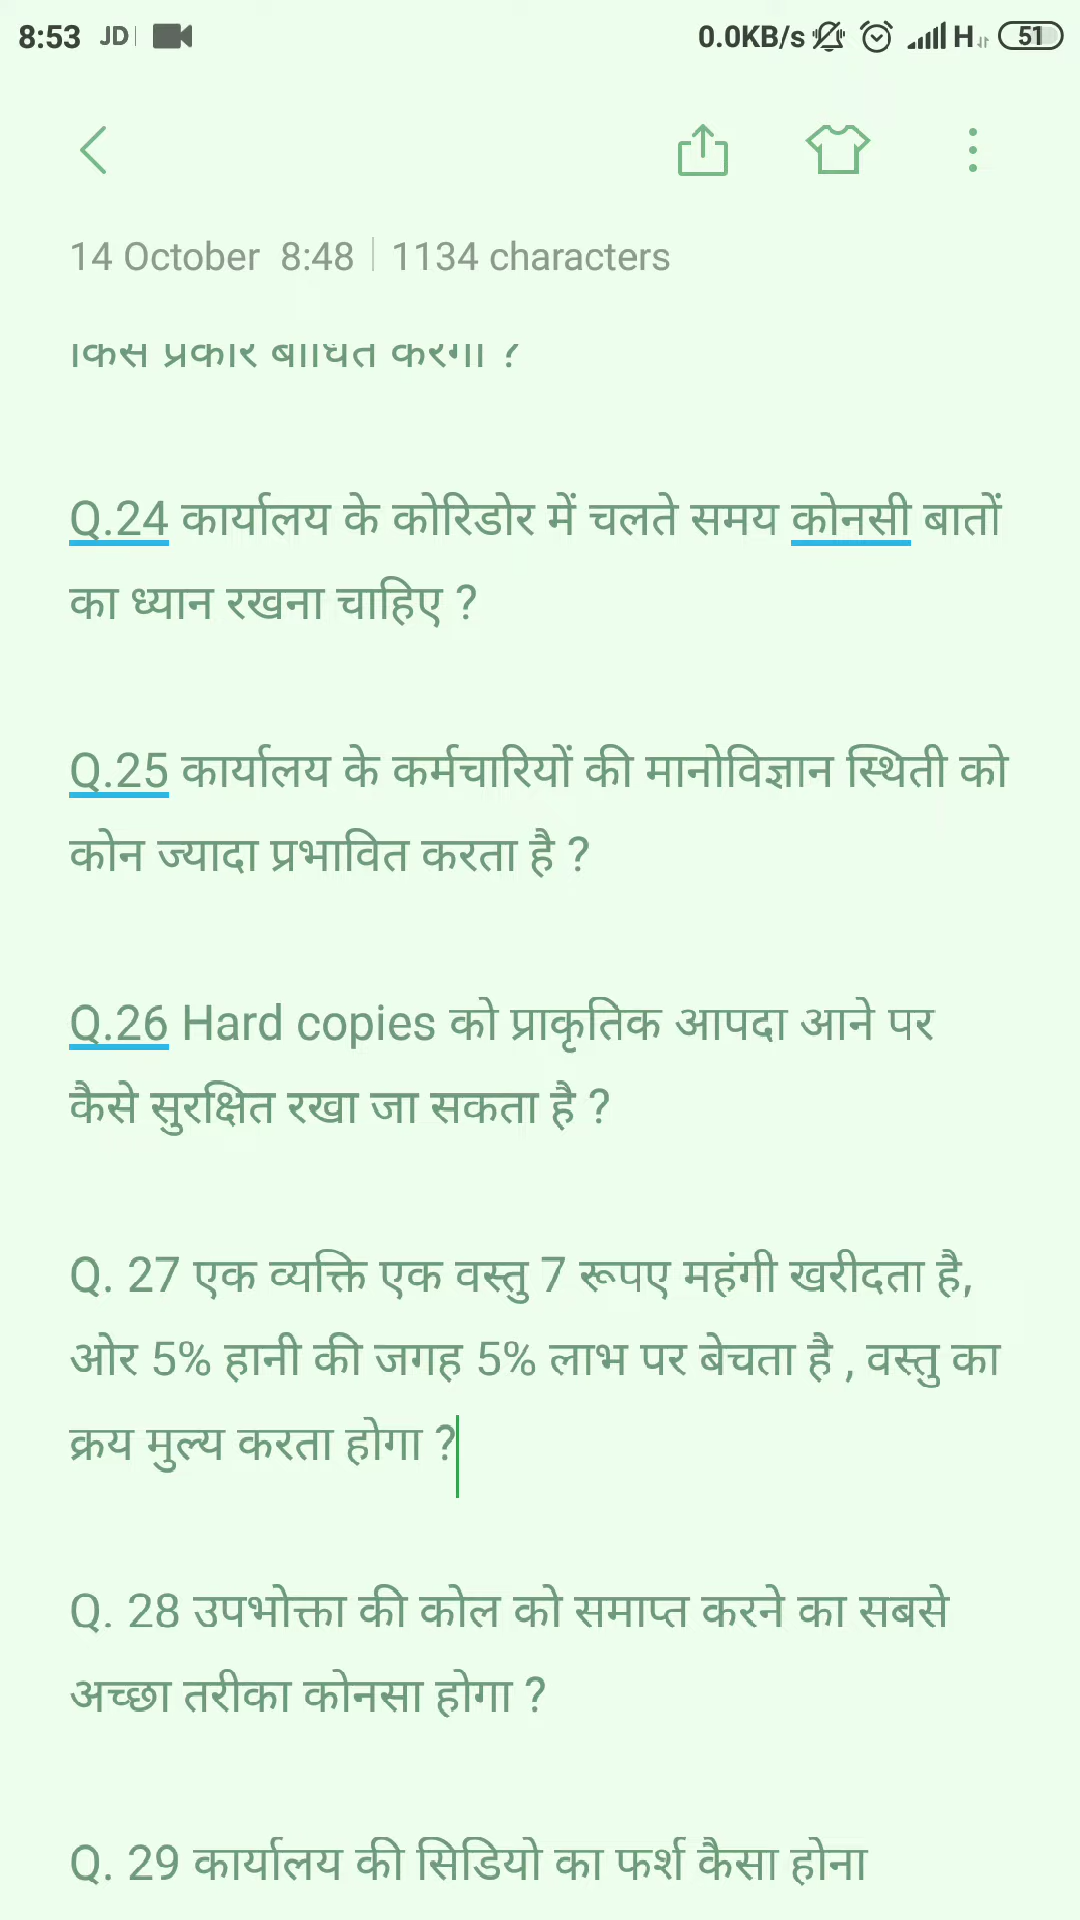 8:53 JD 0.0KB/s H 51
14 October 8:48 | 1134 characters
किस प्रकार बाधित करेगा ?
Q.24 कार्यालय के कोरिडोर में चलते समय कोनसी बातों
का ध्यान रखना चाहिए ?
Q.25 कार्यालय के कर्मचारियों की मानोविज्ञान स्थिती को
कोन ज्यादा प्रभावित करता है ?
Q.26 Hard copies को प्राकृतिक आपदा आने पर
कैसे सुरक्षित रखा जा सकता है ?
Q. 27 एक व्यक्ति एक वस्तु 7 रूपए महंगी खरीदता है,
ओर 5% हानी की जगह 5% लाभ पर बेचता है , वस्तु का
क्रय मुल्य करता होगा ?
Q. 28 उपभोक्ता की कोल को समाप्त करने का सबसे
अच्छा तरीका कोनसा होगा ?
Q. 29 कार्यालय की सिडियो का फर्श कैसा होना